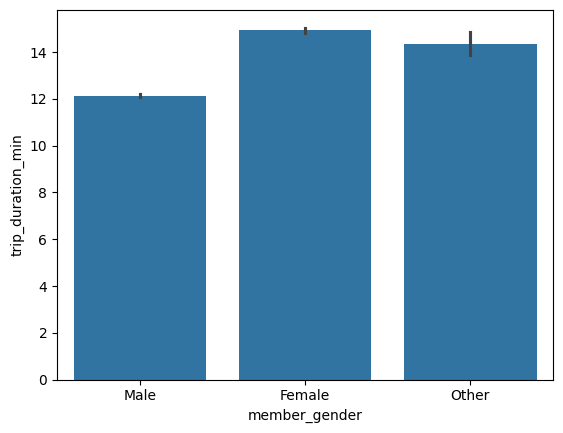 14
12
10
8
6
4
2
0
trip_duration_min
Male Female Other
member_gender